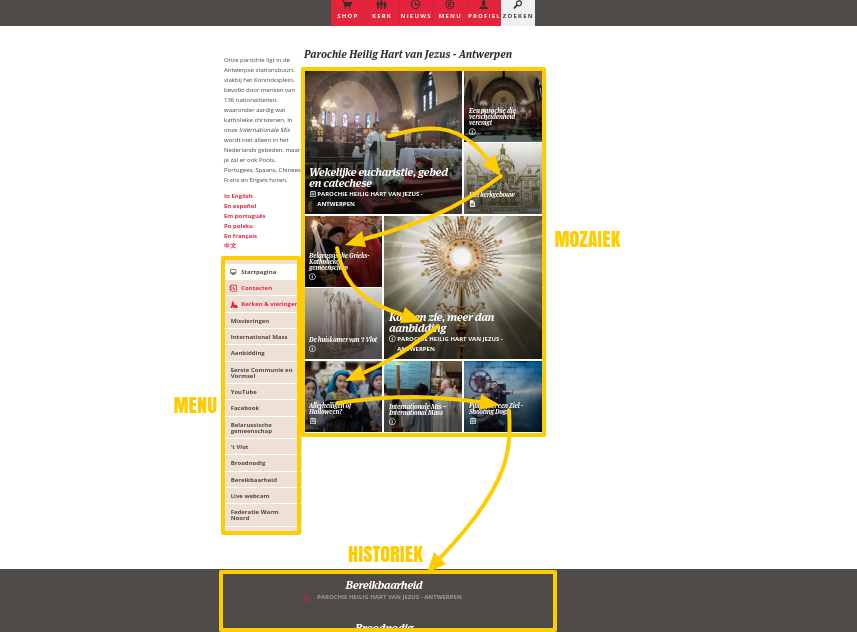 SHOP KERK NIEUWS MENU PROFIEL ZOEKEN
Parochie Heilig Hart van Jezus - Antwerpen
Onze parochie ligt in de
Antwerpse stationsbuurt,
vlakbij het Koninckxplein,
bevolkt door mensen van
136 nationaliteiten,
waaronder aardig wat
katholieke christenen. In
onze Internationale Mis
wordt niet alleen in het
Nederlands gebeden, maar
je zal er ook Pools,
Portugees, Spaans, Chinees
Frans en Engels horen.
In English
En español
Em português
Po polsku
En français
中文
Startpagina
Contacten
Kerken & vieringen
Misvieringen
International Mass
Aanbidding
Eerste Communie en
Vormsel
YouTube
Facebook
Belarussische
gemeenschap
't Vlot
Broodnodig
Bereikbaarheid
Live webcam
Federatie Warm
Noord
MENU
Wekelijke eucharistie, gebed
en catechese
PAROCHIE HEILIG HART VAN JEZUS -
ANTWERPEN
Een parochie die
verscheidenheid
verenigt
kerkgebouw
Belarussische Grieks-
Katholieke
gemeenschap
De huiskamer van 't Vlot
Komen zie, meer dan
aanbidding
PAROCHIE HEILIG HART VAN JEZUS -
ANTWERPEN
Allerheiligen of
Halloween?
Internationale Mis –
International Mass
een Ziel -
Shooting Dogs
MOZAIEK
HISTORIEK
Bereikbaarheid
PAROCHIE HEILIG HART VAN JEZUS - ANTWERPEN
Broodnodig